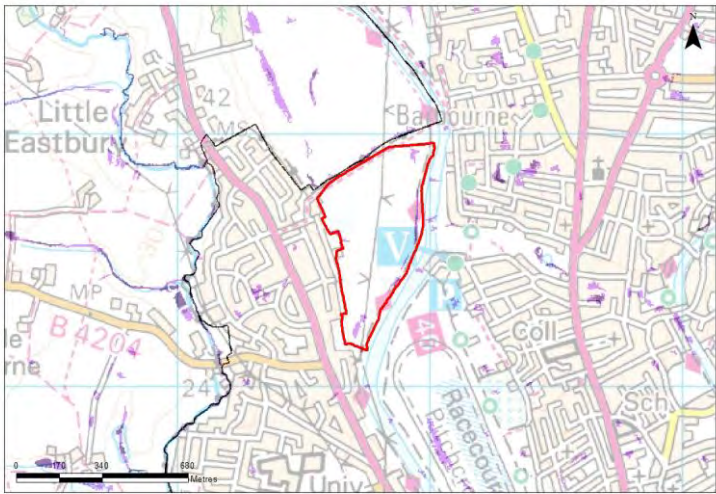 N
42
Little
Eastbury
MS
Barbourne
30
V
MP
B 4204
44
Coll
rne
24
Racecourse
Sch
Univ
0 170 340 680
Metres